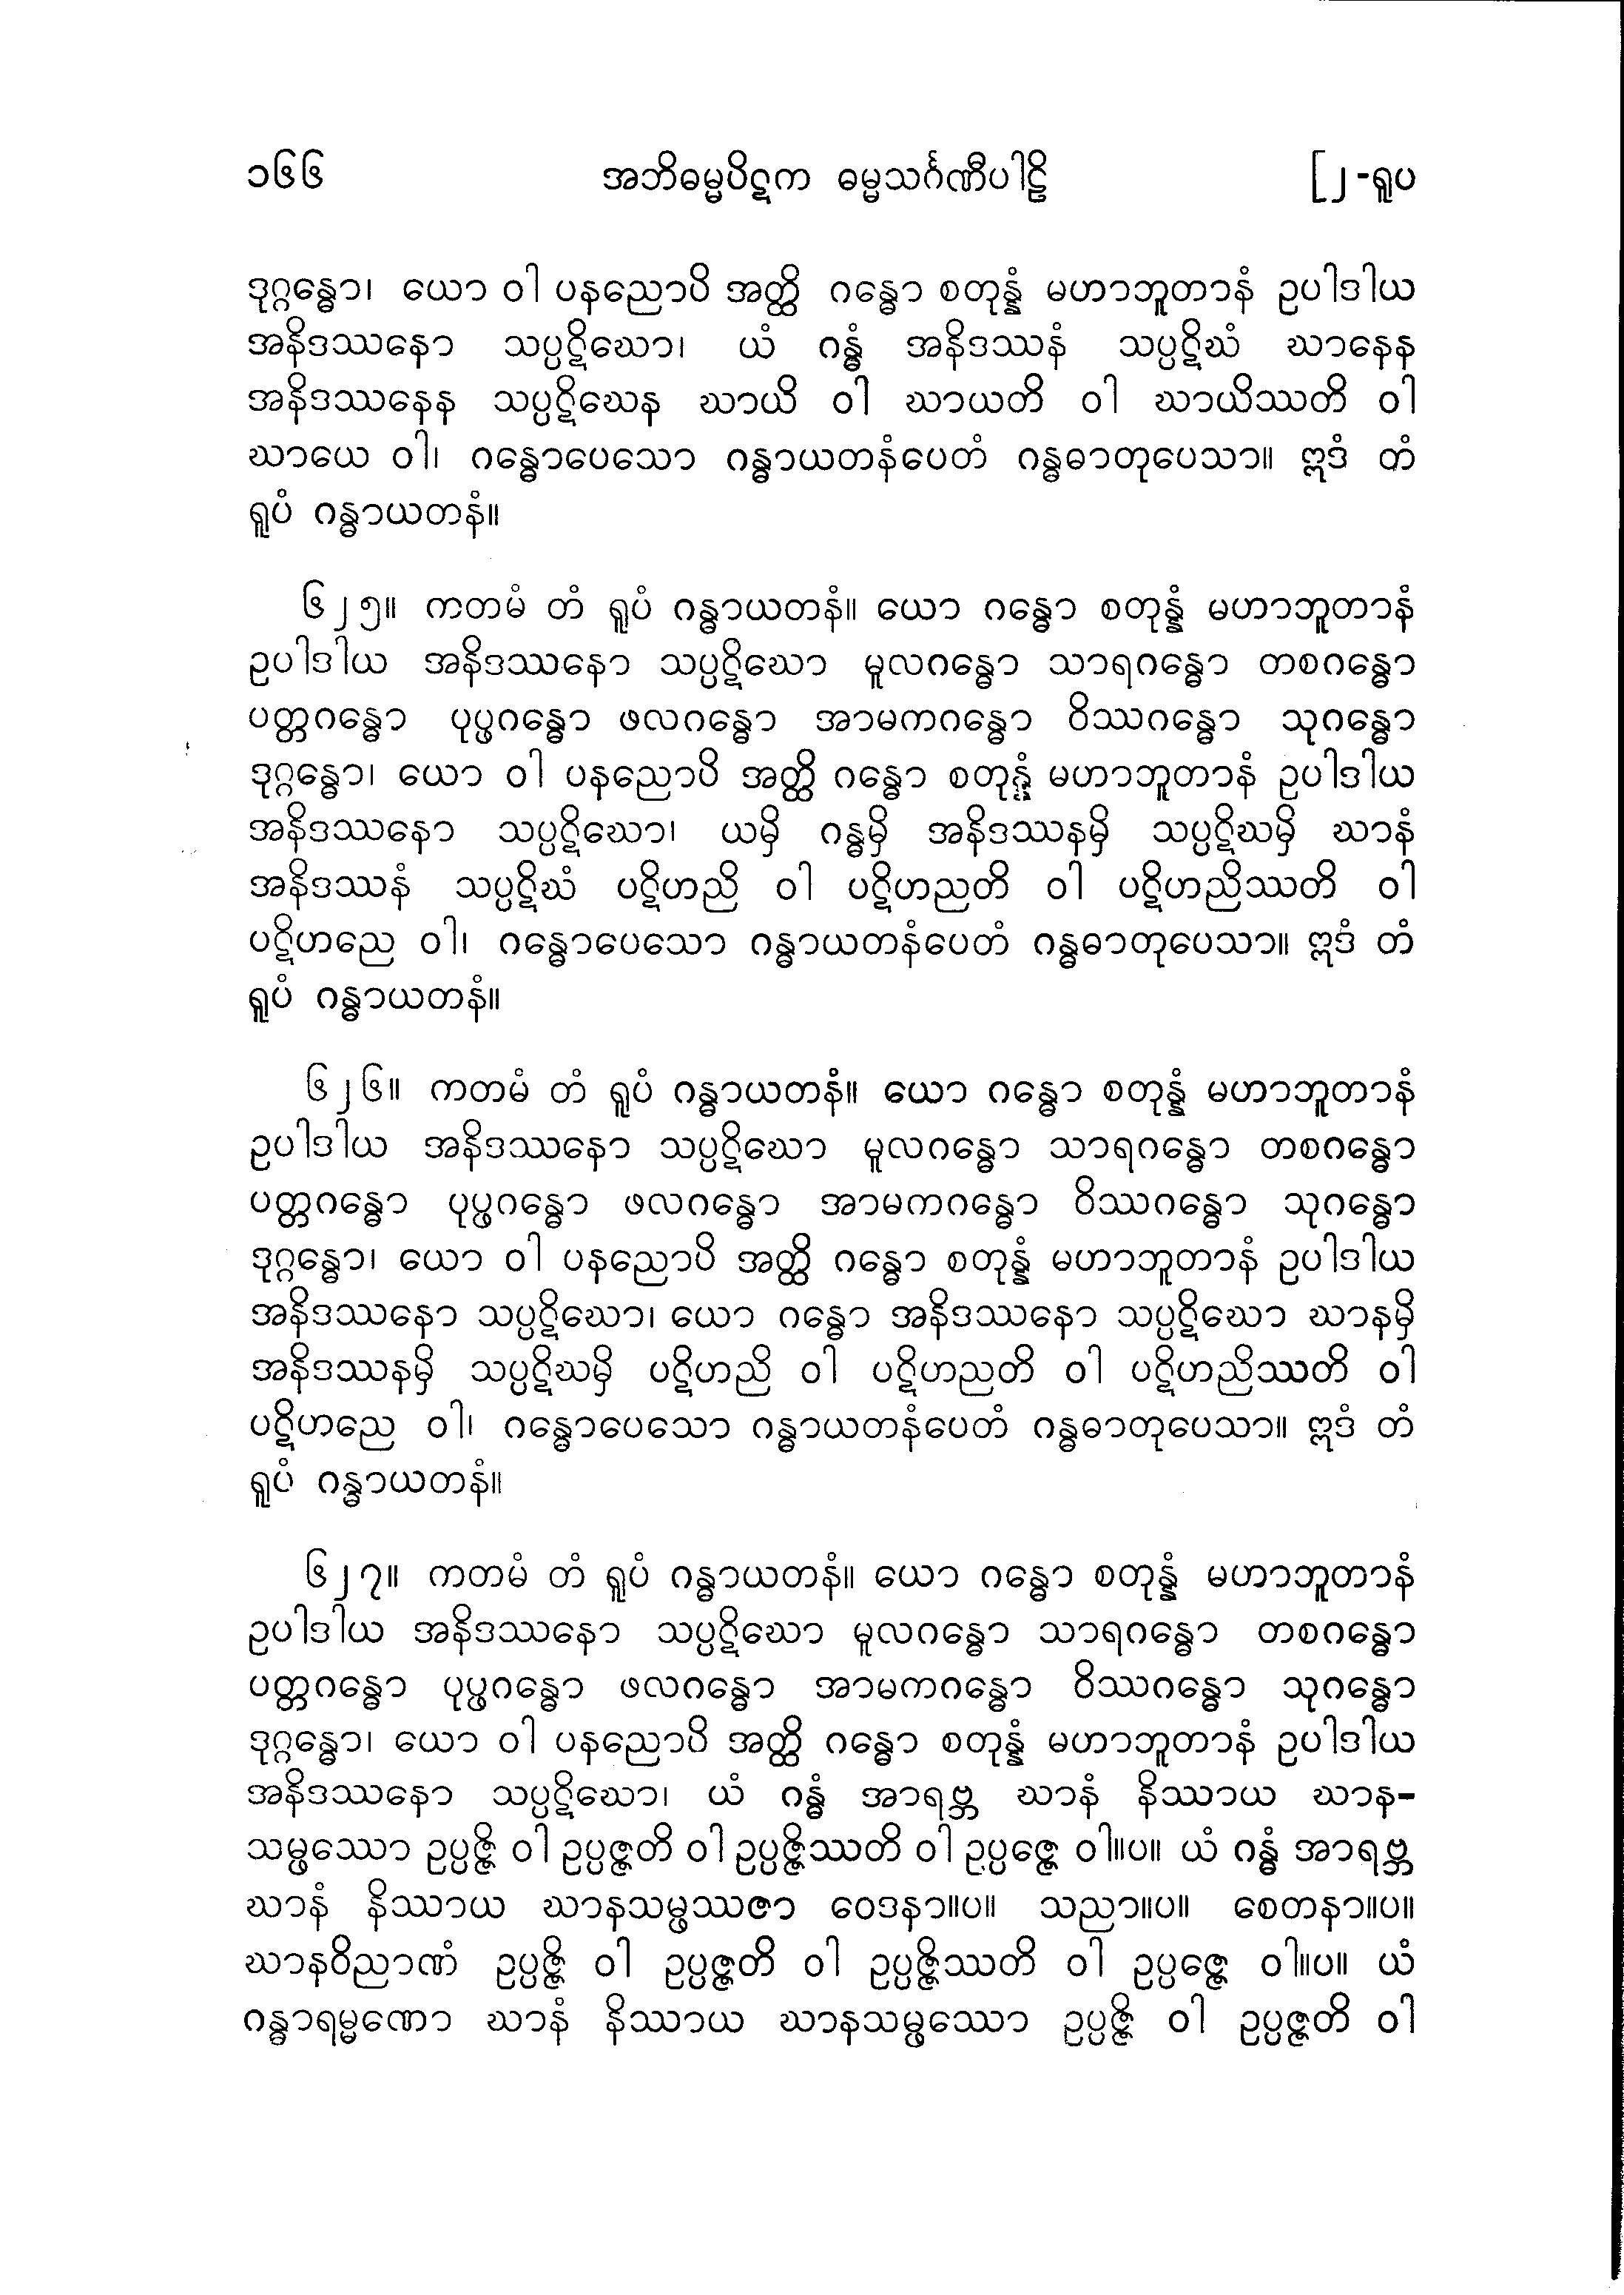 ၁၆၆ အဘိဓမ္မပိဋက ဓမ္မသင်္ဂဏီပါဠိ [၂-ရူပ
ဒုဂ္ဂန္ဓော၊ ယော ဝါ ပနညောပိ အတ္ထိ ဂန္ဓော စတုန္နံ မဟာဘူတာနံ ဥပါဒါယ
အနိဒဿနော သပ္ပဋိဃော၊ ယံ ဂန္ဓံ အနိဒဿနံ သပ္ပဋိဃံ ဃာနေန
အနိဒဿနေန သပ္ပဋိဃေန ဃာယိ ဝါ ဃာယတိ ဝါ ဃာယိဿတိ ဝါ
ဃာယေ ဝါ၊ ဂန္ဓောပေသော ဂန္ဓာယတနံပေတံ ဂန္ဓဓာတုပေသာ။ ဣဒံ တံ
ရူပံ ဂန္ဓာယတနံ။
၆၂၅။ ကတမံ တံ ရူပံ ဂန္ဓာယတနံ။ ယော ဂန္ဓော စတုန္နံ မဟာဘူတာနံ
ဥပါဒါယ အနိဒဿနော သပ္ပဋိဃော မူလဂန္ဓော သာရဂန္ဓော တစဂန္ဓော
ပတ္တဂန္ဓော ပုပ္ဖဂန္ဓော ဖလဂန္ဓော အာမကဂန္ဓော ဝိဿဂန္ဓော သုဂန္ဓော
ဒုဂ္ဂန္ဓော၊ ယော ဝါ ပနညောပိ အတ္ထိ ဂန္ဓော စတုန္နံ မဟာဘူတာနံ ဥပါဒါယ
အနိဒဿနော သပ္ပဋိဃော၊ ယမှိ ဂန္ဓမှိ အနိဒဿနမှိ သပ္ပဋိဃမှိ ဃာနံ
အနိဒဿနံ သပ္ပဋိဃံ ပဋိဟညိ ဝါ ပဋိဟညတိ ဝါ ပဋိဟညိဿတိ ဝါ
ပဋိဟညေ ဝါ၊ ဂန္ဓောပေသော ဂန္ဓာယတနံပေတံ ဂန္ဓဓာတုပေသာ။ ဣဒံ တံ
ရူပံ ဂန္ဓာယတနံ။
၆၂၆။ ကတမံ တံ ရူပံ ဂန္ဓာယတနံ။ ယော ဂန္ဓော စတုန္နံ မဟာဘူတာနံ
ဥပါဒါယ အနိဒဿနော သပ္ပဋိဃော မူလဂန္ဓော သာရဂန္ဓော တစဂန္ဓော
ပတ္တဂန္ဓော ပုပ္ဖဂန္ဓော ဖလဂန္ဓော အာမကဂန္ဓော ဝိဿဂန္ဓော သုဂန္ဓော
ဒုဂ္ဂန္ဓော၊ ယော ဝါ ပနညောပိ အတ္ထိ ဂန္ဓော စတုန္နံ မဟာဘူတာနံ ဥပါဒါယ
အနိဒဿနော သပ္ပဋိဃော၊ ယော ဂန္ဓော အနိဒဿနော သပ္ပဋိဃော ဃာနမှိ
အနိဒဿနမှိ သပ္ပဋိဃမှိ ပဋိဟညိ ဝါ ပဋိဟညတိ ဝါ ပဋိဟညိဿတိ ဝါ
ပဋိဟညေ ဝါ၊ ဂန္ဓောပေသော ဂန္ဓာယတနံပေတံ ဂန္ဓဓာတုပေသာ။ ဣဒံ တံ
ရူပံ ဂန္ဓာယတနံ။
၆၂၇။ ကတမံ တံ ရူပံ ဂန္ဓာယတနံ။ ယော ဂန္ဓော စတုန္နံ မဟာဘူတာနံ
ဥပါဒါယ အနိဒဿနော သပ္ပဋိဃော မူလဂန္ဓော သာရဂန္ဓော တစဂန္ဓော
ပတ္တဂန္ဓော ပုပ္ဖဂန္ဓော ဖလဂန္ဓော အာမကဂန္ဓော ဝိဿဂန္ဓော သုဂန္ဓော
ဒုဂ္ဂန္ဓော၊ ယော ဝါ ပနညောပိ အတ္ထိ ဂန္ဓော စတုန္နံ မဟာဘူတာနံ ဥပါဒါယ
အနိဒဿနော သပ္ပဋိဃော၊ ယံ ဂန္ဓံ အာရဗ္ဘ ဃာနံ နိဿာယ ဃာန-
သမ္ဖဿော ဥပ္ပဇ္ဇိ ဝါ ဥပ္ပဇ္ဇတိ ဝါ ဥပ္ပဇ္ဇိဿတိ ဝါ ဥပ္ပဇ္ဇေ ဝါ။ပ။ ယံ ဂန္ဓံ အာရဗ္ဘ
ဃာနံ နိဿာယ ဃာနသမ္ဖဿဇာ ဝေဒနာ။ပ။ သညာ။ပ။ စေတနာ။ပ။
ဃာနဝိညာဏံ ဥပ္ပဇ္ဇိ ဝါ ဥပ္ပဇ္ဇတိ ဝါ ဥပ္ပဇ္ဇိဿတိ ဝါ ဥပ္ပဇ္ဇေ ဝါ။ပ။ ယံ
ဂန္ဓာရမ္မဏော ဃာနံ နိဿာယ ဃာနသမ္ဖဿော ဥပ္ပဇ္ဇိ ဝါ ဥပ္ပဇ္ဇတိ ဝါ